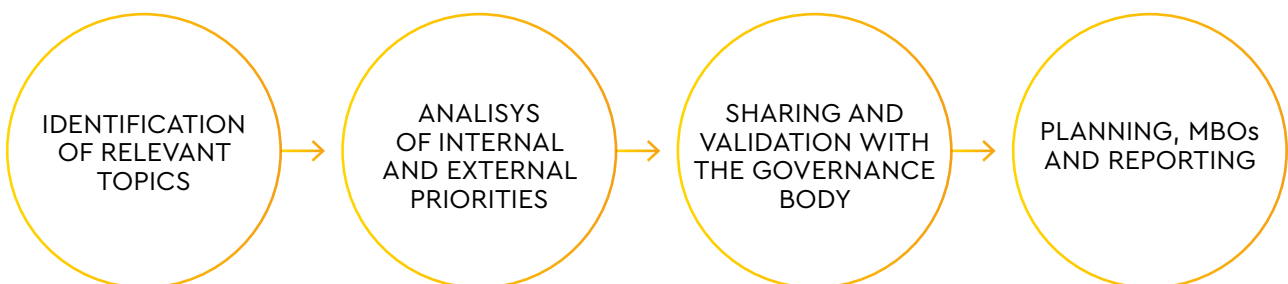 IDENTIFICATION
OF RELEVANT
TOPICS
ANALISYS
OF INTERNAL
AND EXTERNAL
PRIORITIES
SHARING AND
VALIDATION WITH
THE GOVERNANCE
BODY
PLANNING, MBOs
AND REPORTING